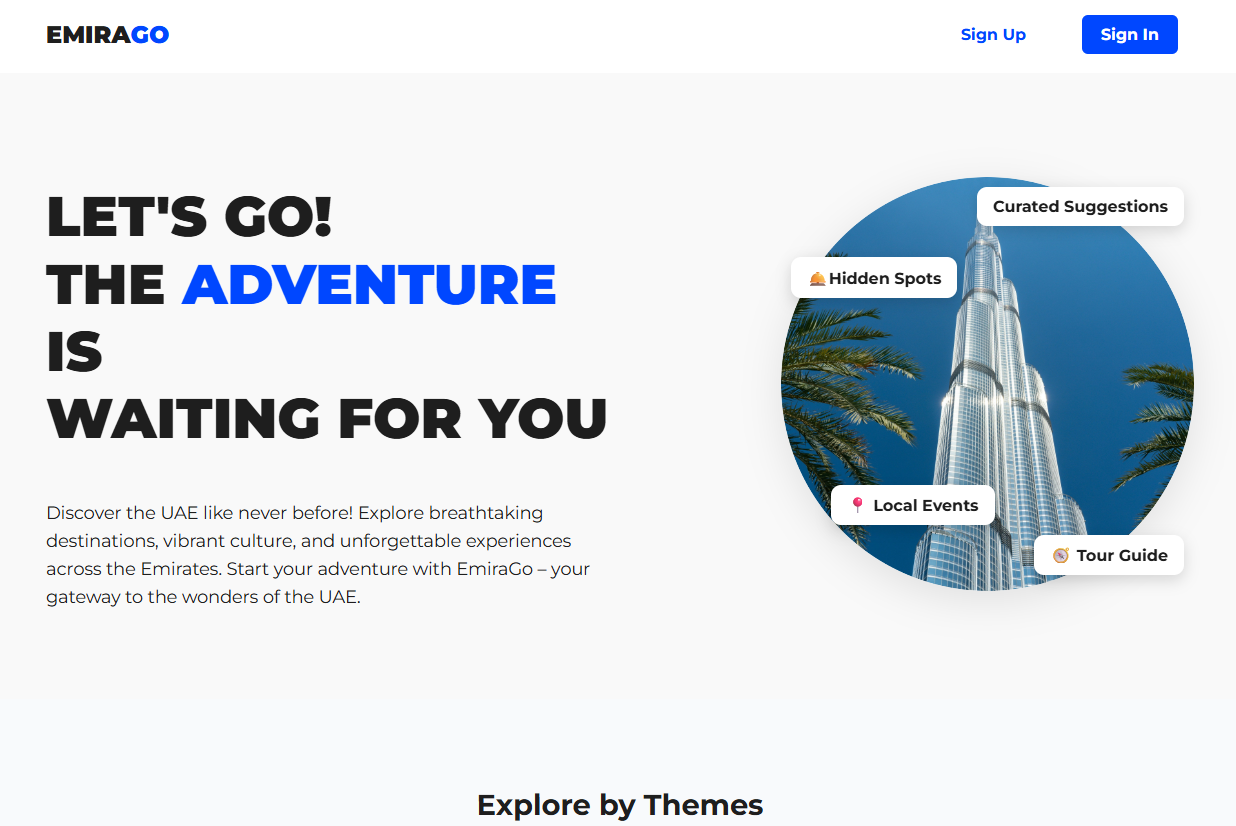 EMIRAGO
Sign Up
Sign In
LET'S GO!
THE ADVENTURE
IS
WAITING FOR YOU
Discover the UAE like never before! Explore breathtaking
destinations, vibrant culture, and unforgettable experiences
across the Emirates. Start your adventure with EmiraGo – your
gateway to the wonders of the UAE.
Curated Suggestions
Hidden Spots
Local Events
Tour Guide
Explore by Themes